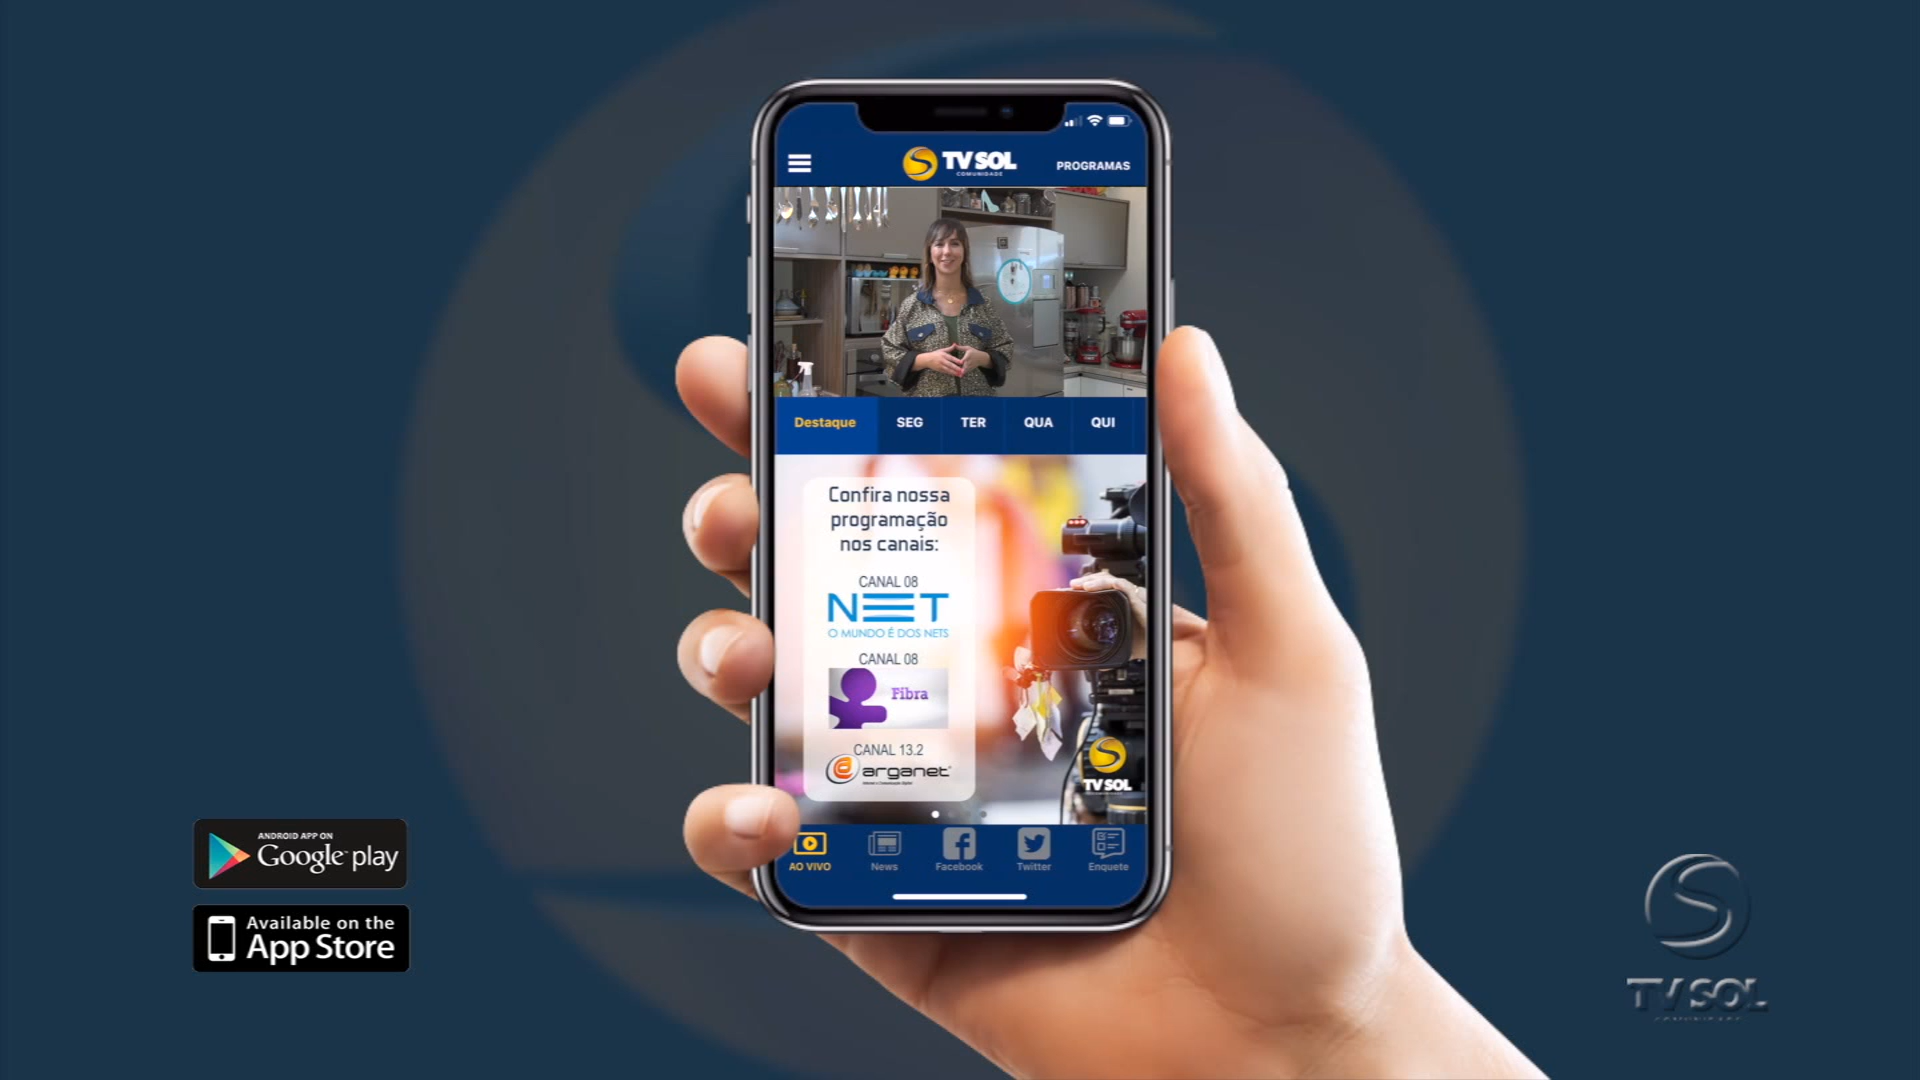 TV SOL
COMUNIDADE
PROGRAMAS
Destaque SEG TER QUA QUI
Confira nossa
programação
nos canais:
CANAL 08
NET
O MUNDO É DOS NETS
CANAL 08
Fibra
CANAL 13.2
arganet
TV SOL
AO VIVO News Facebook Twitter Enquete
ANDROID APP ON
Google play
Available on the
App Store
TV SOL
COMUNIDADE